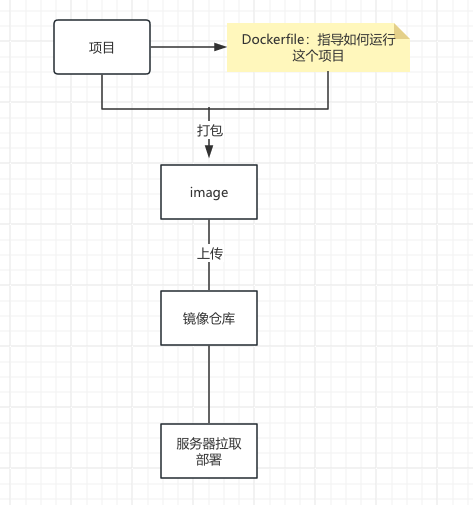 项目
Dockerfile：指导如何运行
这个项目
打包
image
上传
镜像仓库
服务器拉取
部署